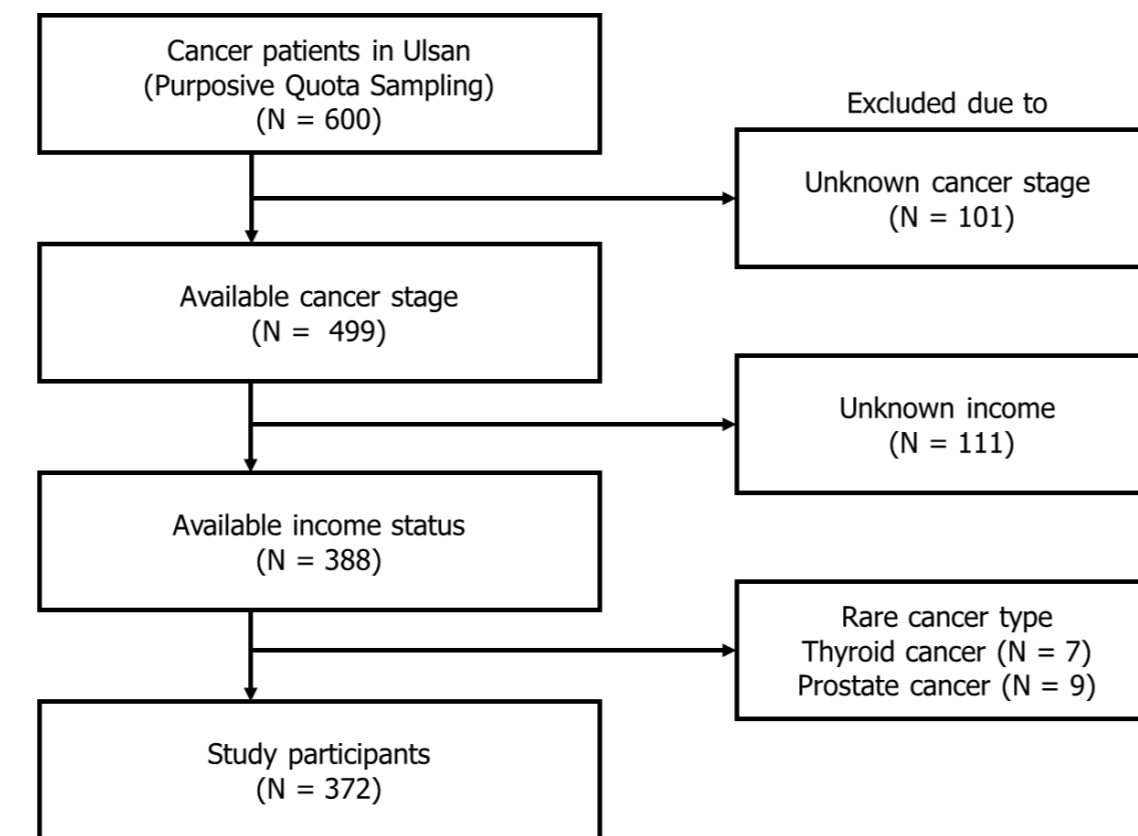 Cancer patients in Ulsan
(Purposive Quota Sampling)
(N = 600)
Excluded due to
Unknown cancer stage
(N = 101)
Available cancer stage
(N =  499)
Unknown income
(N = 111)
Available income status
(N = 388)
Rare cancer type
Thyroid cancer (N = 7)
Prostate cancer (N = 9)
Study participants
(N = 372)